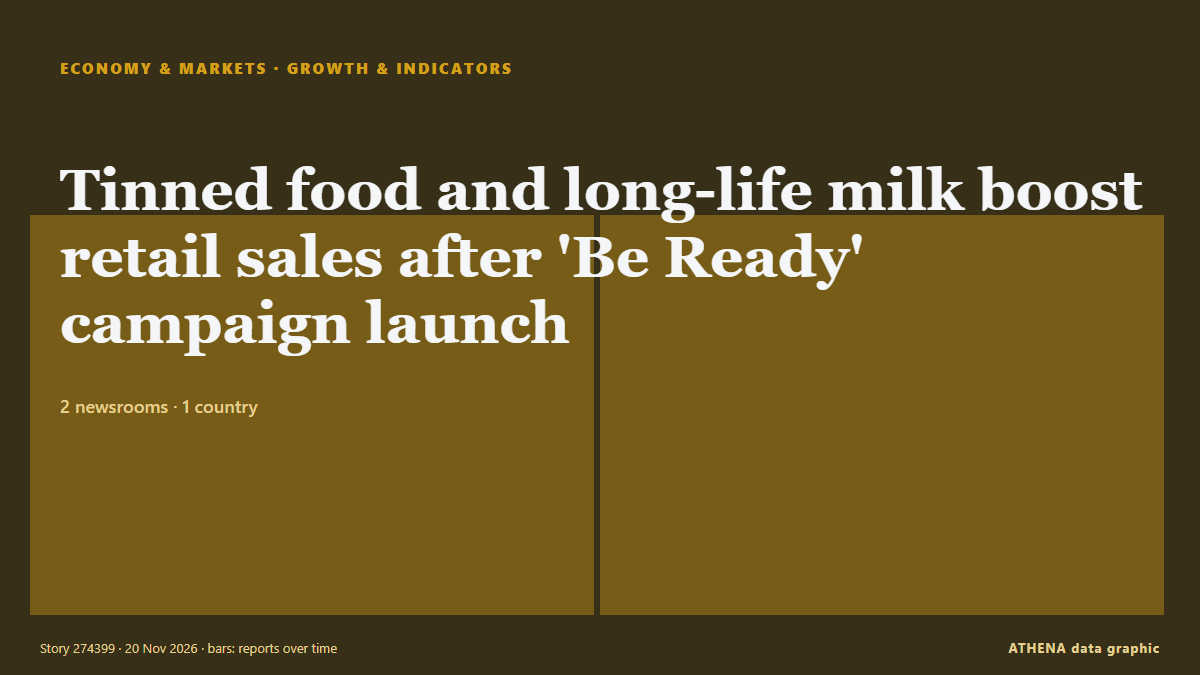 ECONOMY & MARKETS · GROWTH & INDICATORS
Tinned food and long-life milk boost
retail sales after 'Be Ready'
campaign launch
2 newsrooms · 1 country
Story 274399 · 20 Nov 2026 · bars: reports over time
ATHENA data graphic